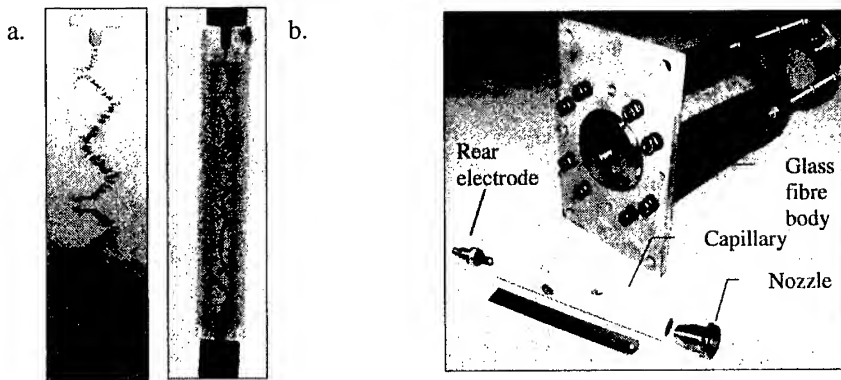 a.
b.
Rear
electrode
Glass
fibre
body
Capillary
Nozzle